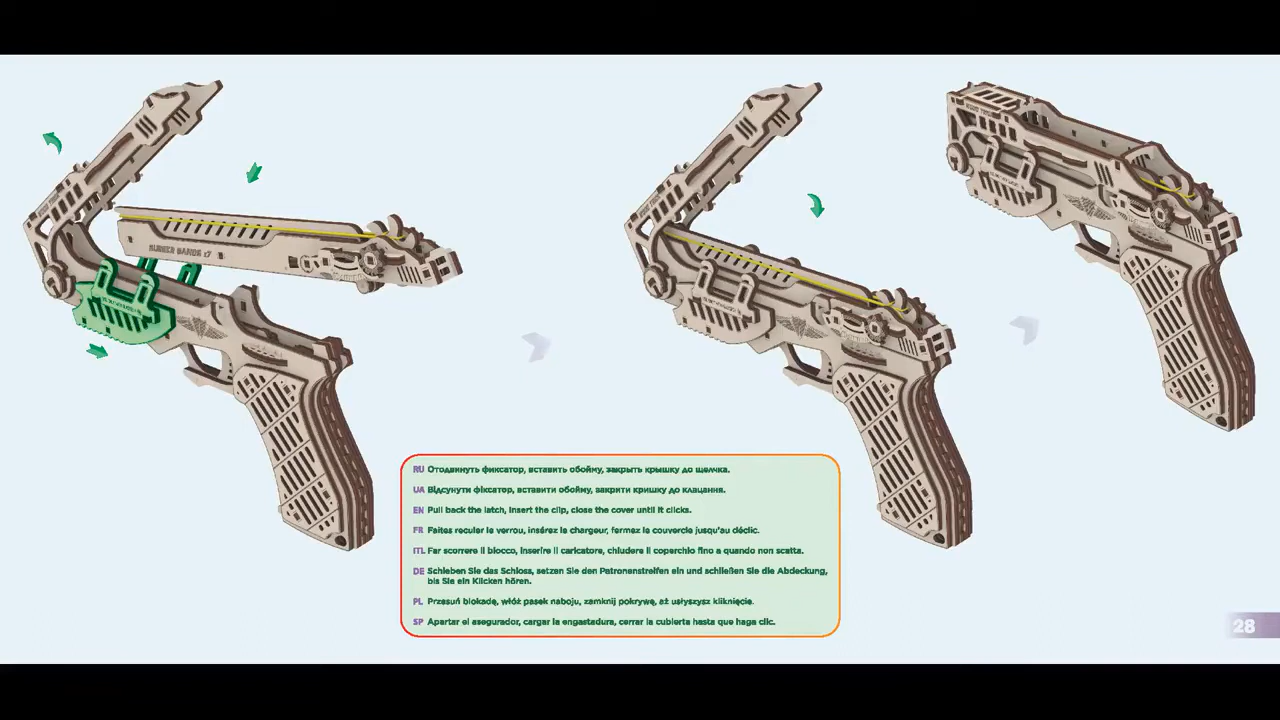 RUBBER BANDS x7
RU Отодвинуть фиксатор, вставить обойму, закрыть крышку до щелчка.
UA Відсунути фіксатор, вставити обойму, закрити кришку до клацання.
EN Pull back the latch, insert the clip, close the cover until it clicks.
FR Faites reculer le verrou, insérez le chargeur, fermez le couvercle jusqu'au déclic.
ITL Far scorrere il blocco, inserire il caricatore, chiudere il coperchio fino a quando non scatta.
DE Schieben Sie das Schloss, setzen Sie den Patronenstreifen ein und schließen Sie die Abdeckung,
bis Sie ein Klicken hören.
PL Przesuń blokadę, włóż pasek naboju, zamknij pokrywę, aż usłyszysz kliknięcie.
SP Apartar el asegurador, cargar la engastadura, cerrar la cubierta hasta que haga clic.
28